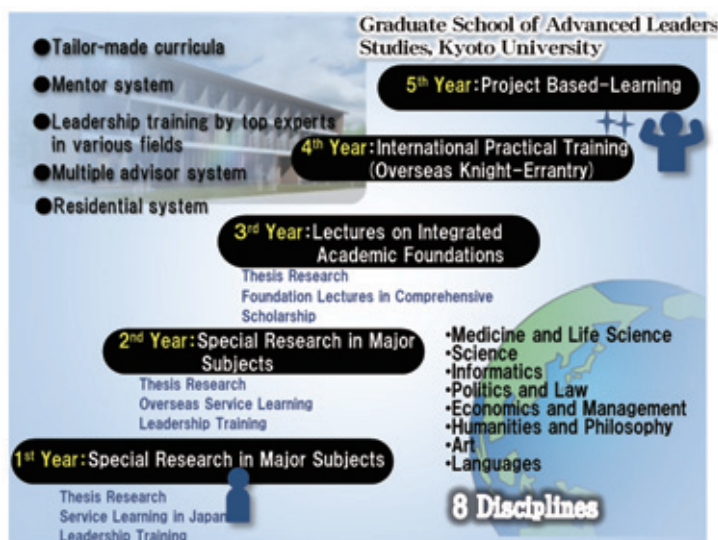 Graduate School of Advanced Leaders
Studies, Kyoto University
●Tailor-made curricula
●Mentor system
●Leadership training by top experts
in various fields
●Multiple advisor system
●Residential system
5th Year:Project Based-Learning
4th Year:International Practical Training
(Overseas Knight-Errantry)
3rd Year:Lectures on Integrated
Academic Foundations
Thesis Research
Foundation Lectures in Comprehensive
Scholarship
2nd Year:Special Research in Major
Subjects
Thesis Research
Overseas Service Learning
Leadership Training
1st Year:Special Research in Major Subjects
Thesis Research
Service Learning in Japan
Leadership Training
•Medicine and Life Science
•Science
•Informatics
•Politics and Law
•Economics and Management
•Humanities and Philosophy
•Art
•Languages
8 Disciplines